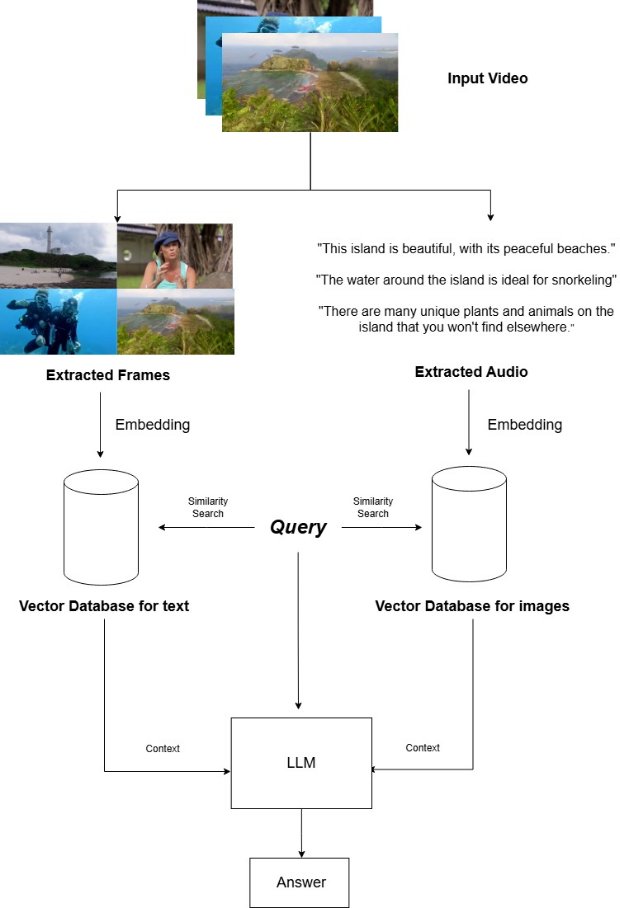 Input Video
"This island is beautiful, with its peaceful beaches."
"The water around the island is ideal for snorkeling"
"There are many unique plants and animals on the
island that you won't find elsewhere."
Extracted Frames
Extracted Audio
Embedding
Embedding
Similarity
Search
Query
Similarity
Search
Vector Database for text
Vector Database for images
Context
LLM
Context
Answer